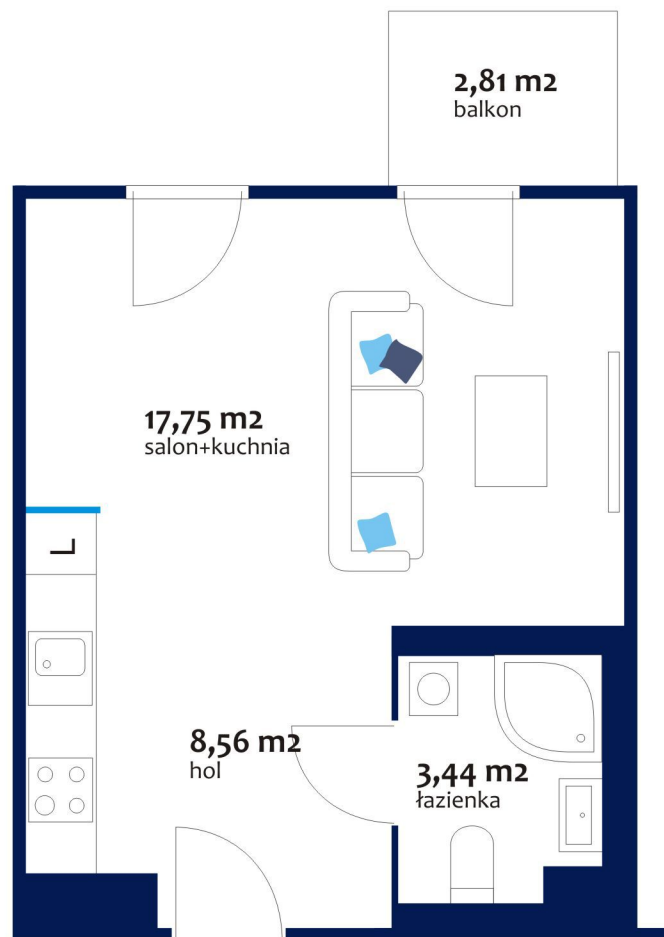 2,81 m2
balkon
17,75 m2
salon+kuchnia
L
8,56 m2
hol
3,44 m2
łazienka